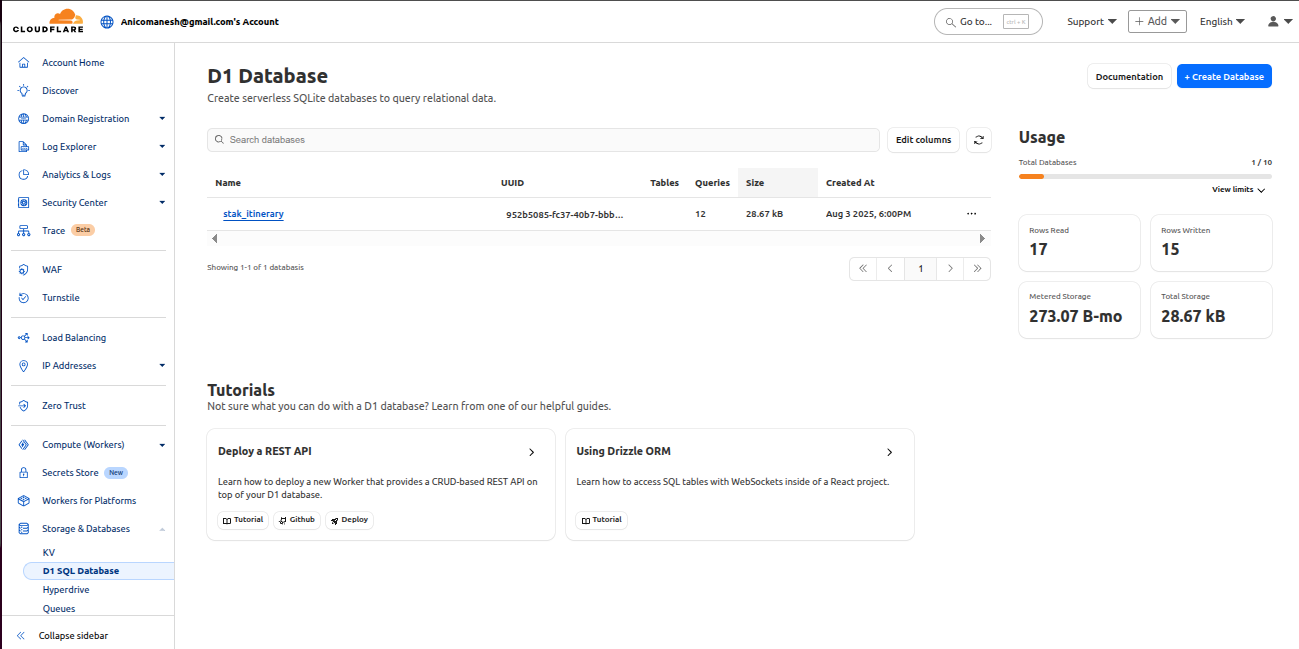 CLOUDFLARE
Anicomanesh@gmail.com's Account
Go to...
ctrl + K
Support
+ Add
English
Account Home
Discover
Domain Registration
Log Explorer
Analytics & Logs
Security Center
Trace Beta
WAF
Turnstile
Load Balancing
IP Addresses
Zero Trust
Compute (Workers)
Secrets Store New
Workers for Platforms
Storage & Databases
KV
D1 SQL Database
Hyperdrive
Queues
Collapse sidebar
D1 Database
Create serverless SQLite databases to query relational data.
Documentation
+ Create Database
Search databases
Edit columns
Name UUID Tables Queries Size Created At
stak_itinerary 952b5085-fc37-40b7-bbb... 12 28.67 kB Aug 3 2025, 6:00PM ...
Showing 1-1 of 1 databasis
1
Usage
Total Databases 1 / 10
View limits
Rows Read
17
Rows Written
15
Metered Storage
273.07 B-mo
Total Storage
28.67 kB
Tutorials
Not sure what you can do with a D1 database? Learn from one of our helpful guides.
Deploy a REST API
Learn how to deploy a new Worker that provides a CRUD-based REST API on
top of your D1 database.
Tutorial Github Deploy
Using Drizzle ORM
Learn how to access SQL tables with WebSockets inside of a React project.
Tutorial